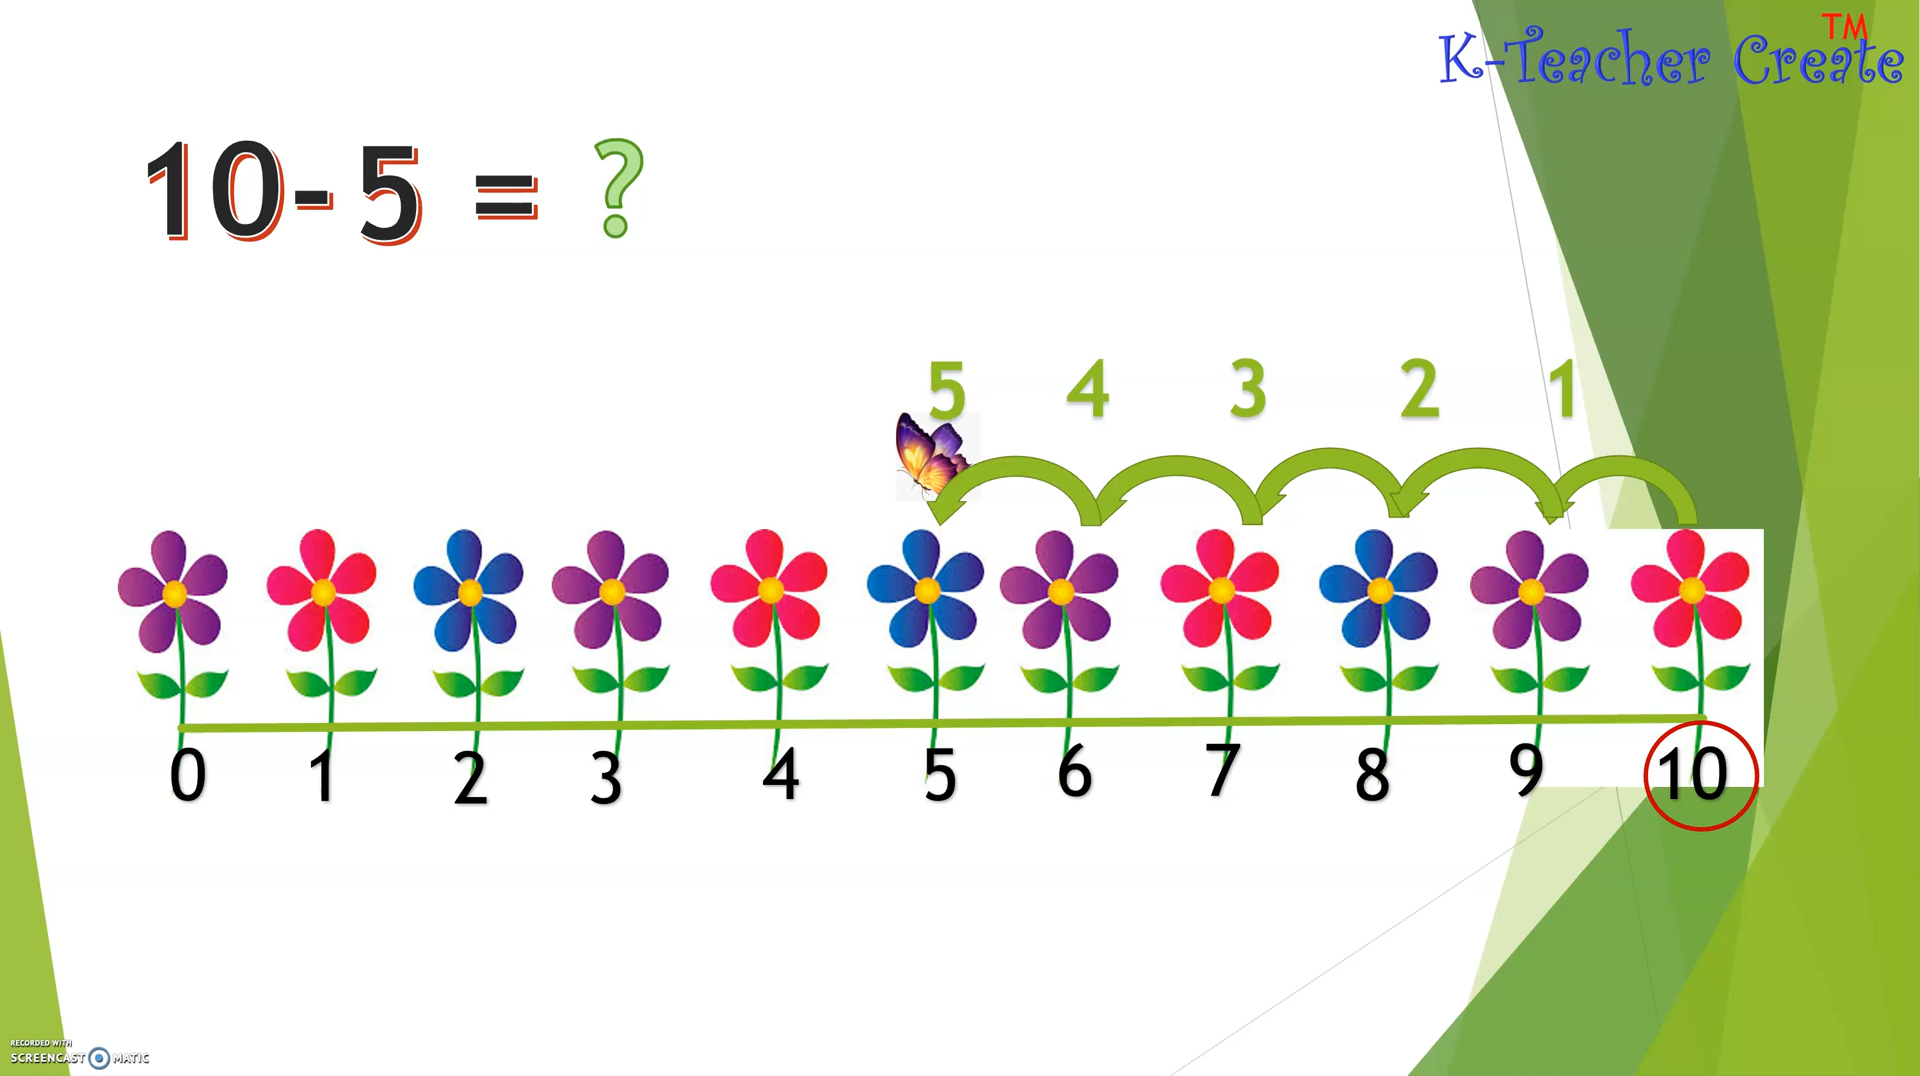 K-Teacher Create TM
10-5 = ?
5 4 3 2 1
0 1 2 3 4 5 6 7 8 9 10
RECORDED WITH
SCREENCAST MATIC